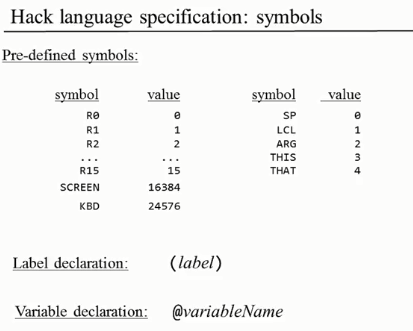 Hack language specification: symbols
Pre-defined symbols:
symbol value symbol value
R0 0 SP 0
R1 1 LCL 1
R2 2 ARG 2
... ... THIS 3
R15 15 THAT 4
SCREEN 16384
KBD 24576
Label declaration: (label)
Variable declaration: @variableName